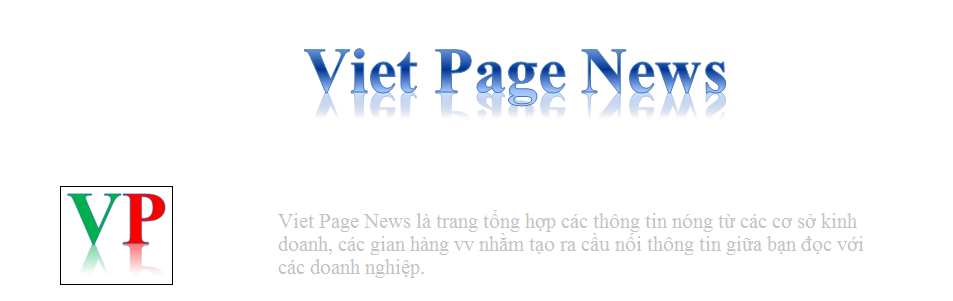 Viet Page News
VP
Viet Page News là trang tổng hợp các thông tin nóng từ các cơ sở kinh
doanh, các gian hàng vv nhằm tạo ra cầu nối thông tin giữa bạn đọc với
các doanh nghiệp.